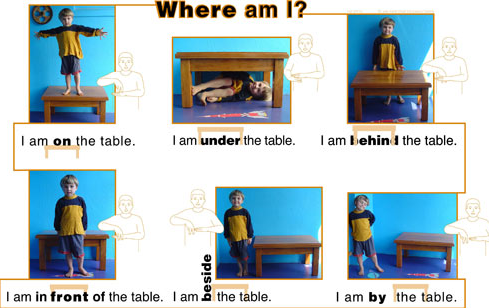 Where am I?
I am on the table.
I am under the table.
I am behind the table.
I am in front of the table.
I am beside the table.
I am by the table.